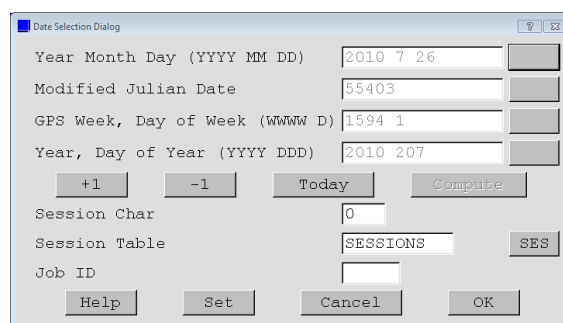 Date Selection Dialog
Year Month Day (YYYY MM DD) 2010 7 26
Modified Julian Date 55403
GPS Week, Day of Week (WWWW D) 1594 1
Year, Day of Year (YYYY DDD) 2010 207
+1 -1 Today Compute
Session Char 0
Session Table SESSIONS SES
Job ID
Help Set Cancel OK